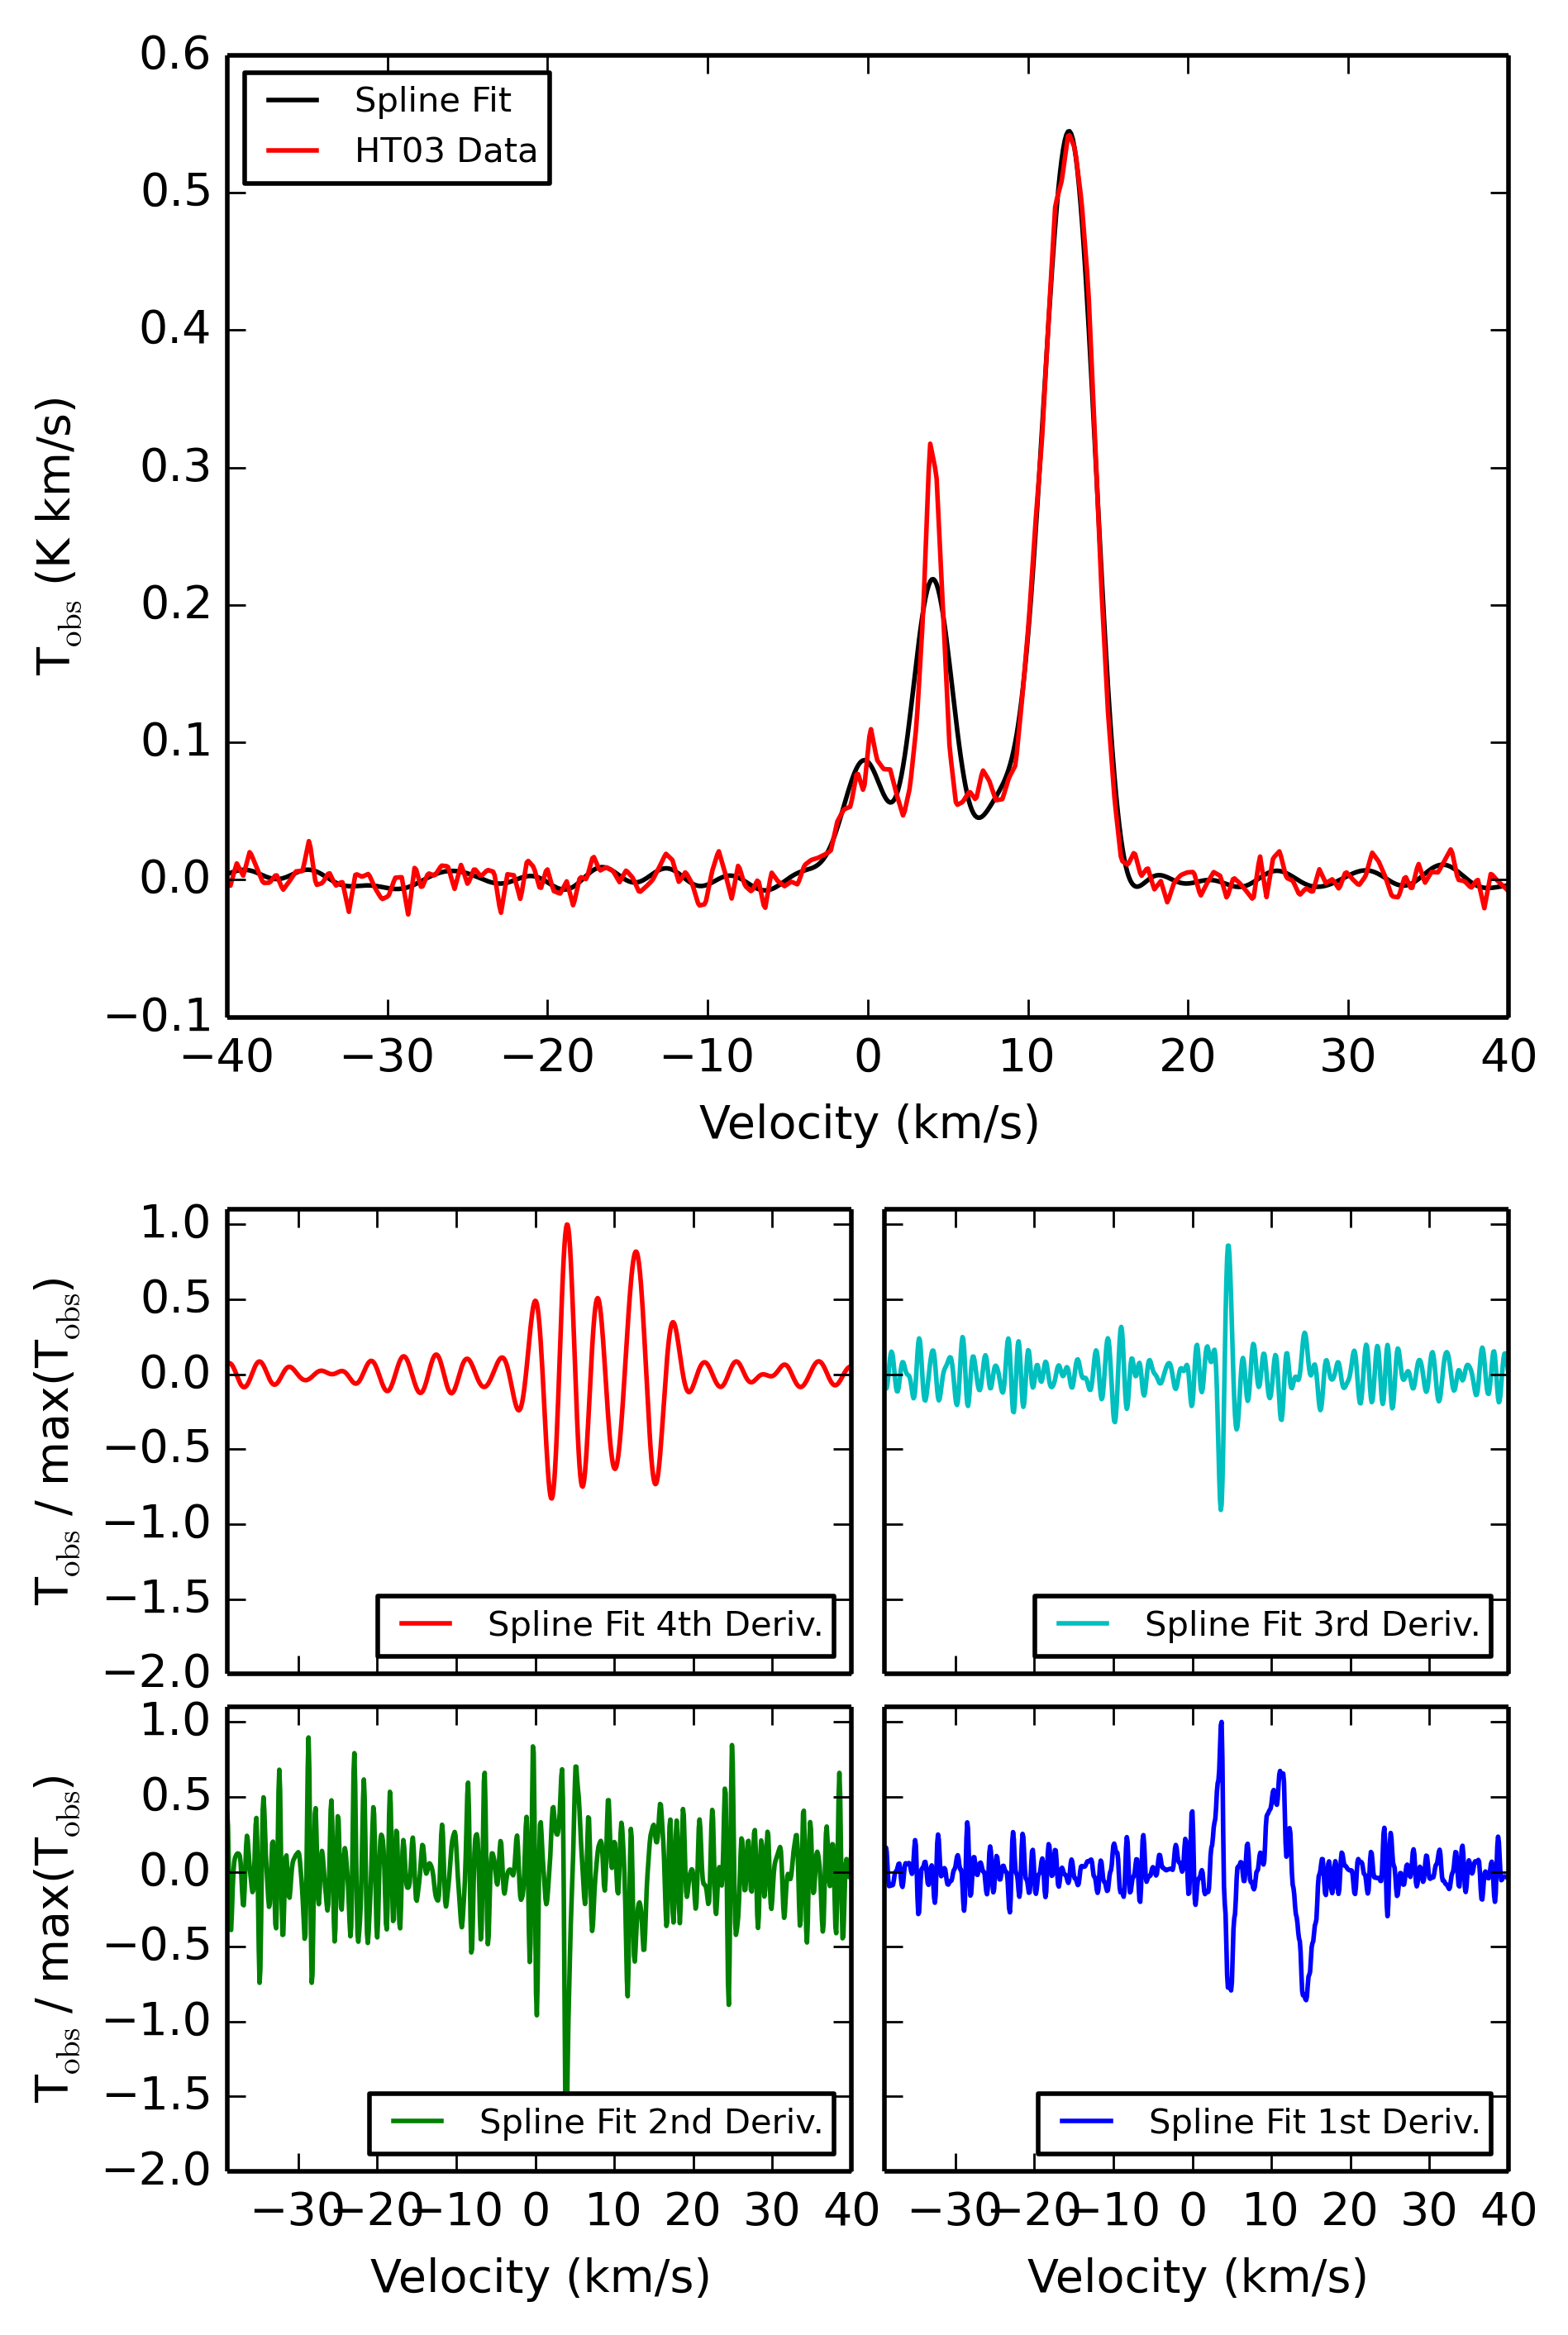 0.6
0.5
0.4
0.3
0.2
0.1
0.0
−0.1
T_obs (K km/s)
Spline Fit
HT03 Data
−40 −30 −20 −10 0 10 20 30 40
Velocity (km/s)
1.0
0.5
0.0
−0.5
−1.0
−1.5
−2.0
T_obs / max(T_obs)
Spline Fit 4th Deriv.
Spline Fit 3rd Deriv.
1.0
0.5
0.0
−0.5
−1.0
−1.5
−2.0
T_obs / max(T_obs)
Spline Fit 2nd Deriv.
Spline Fit 1st Deriv.
−30 −20 −10 0 10 20 30 40
−30 −20 −10 0 10 20 30 40
Velocity (km/s)
Velocity (km/s)